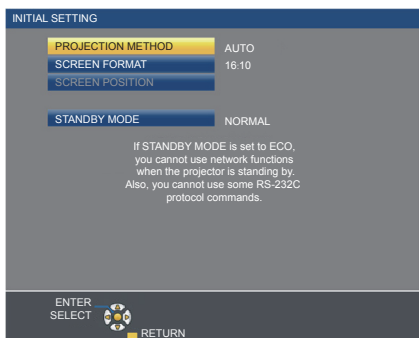 INITIAL SETTING
PROJECTION METHOD AUTO
SCREEN FORMAT 16:10
SCREEN POSITION
STANDBY MODE NORMAL
If STANDBY MODE is set to ECO,
you cannot use network functions
when the projector is standing by.
Also, you cannot use some RS-232C
protocol commands.
ENTER
SELECT
RETURN